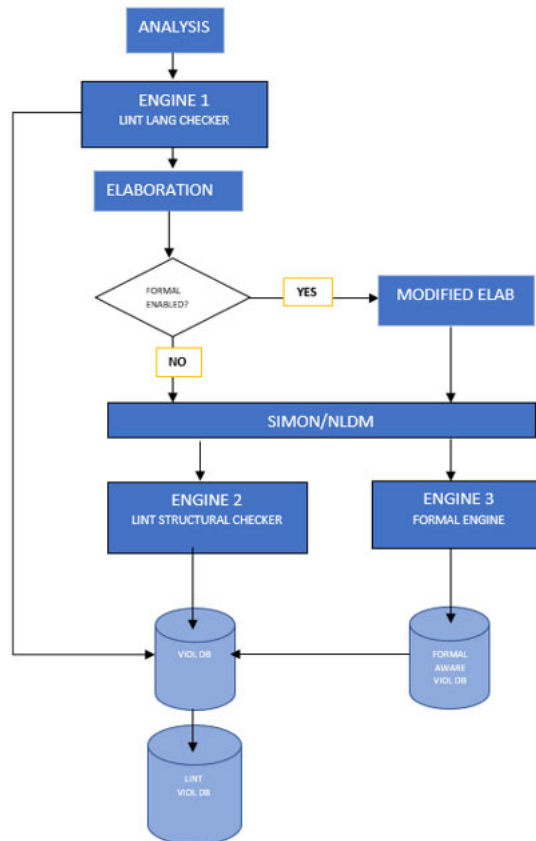 ANALYSIS
ENGINE 1
LINT LANG CHECKER
ELABORATION
FORMAL
ENABLED?
YES
MODIFIED ELAB
NO
SIMON/NLDM
ENGINE 2
LINT STRUCTURAL CHECKER
ENGINE 3
FORMAL ENGINE
VIOL DB
FORMAL
AWARE
VIOL DB
LINT
VIOL DB